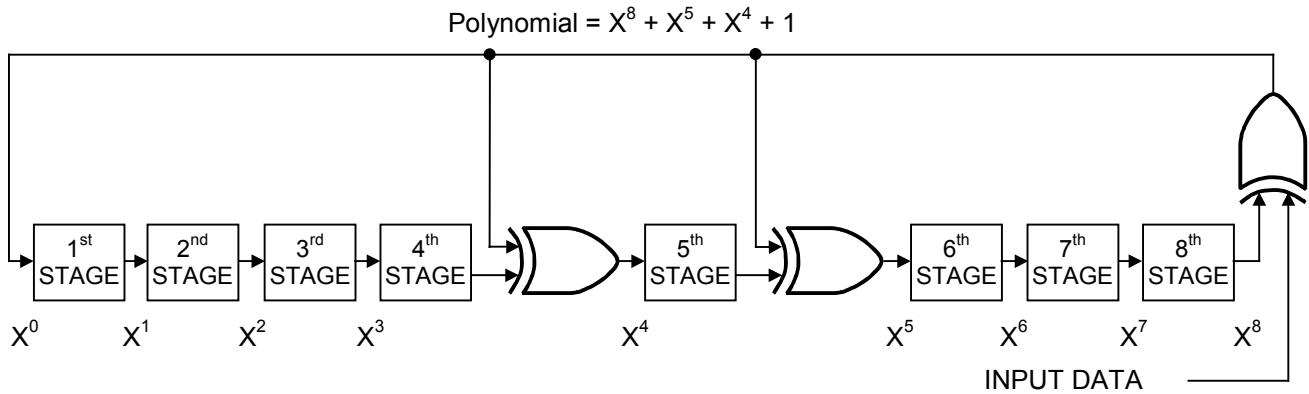 Polynomial = X⁸ + X⁵ + X⁴ + 1
1ˢᵗ STAGE
2ⁿᵈ STAGE
3ʳᵈ STAGE
4ᵗʰ STAGE
5ᵗʰ STAGE
6ᵗʰ STAGE
7ᵗʰ STAGE
8ᵗʰ STAGE
X⁰ X¹ X² X³ X⁴ X⁵ X⁶ X⁷ X⁸
INPUT DATA